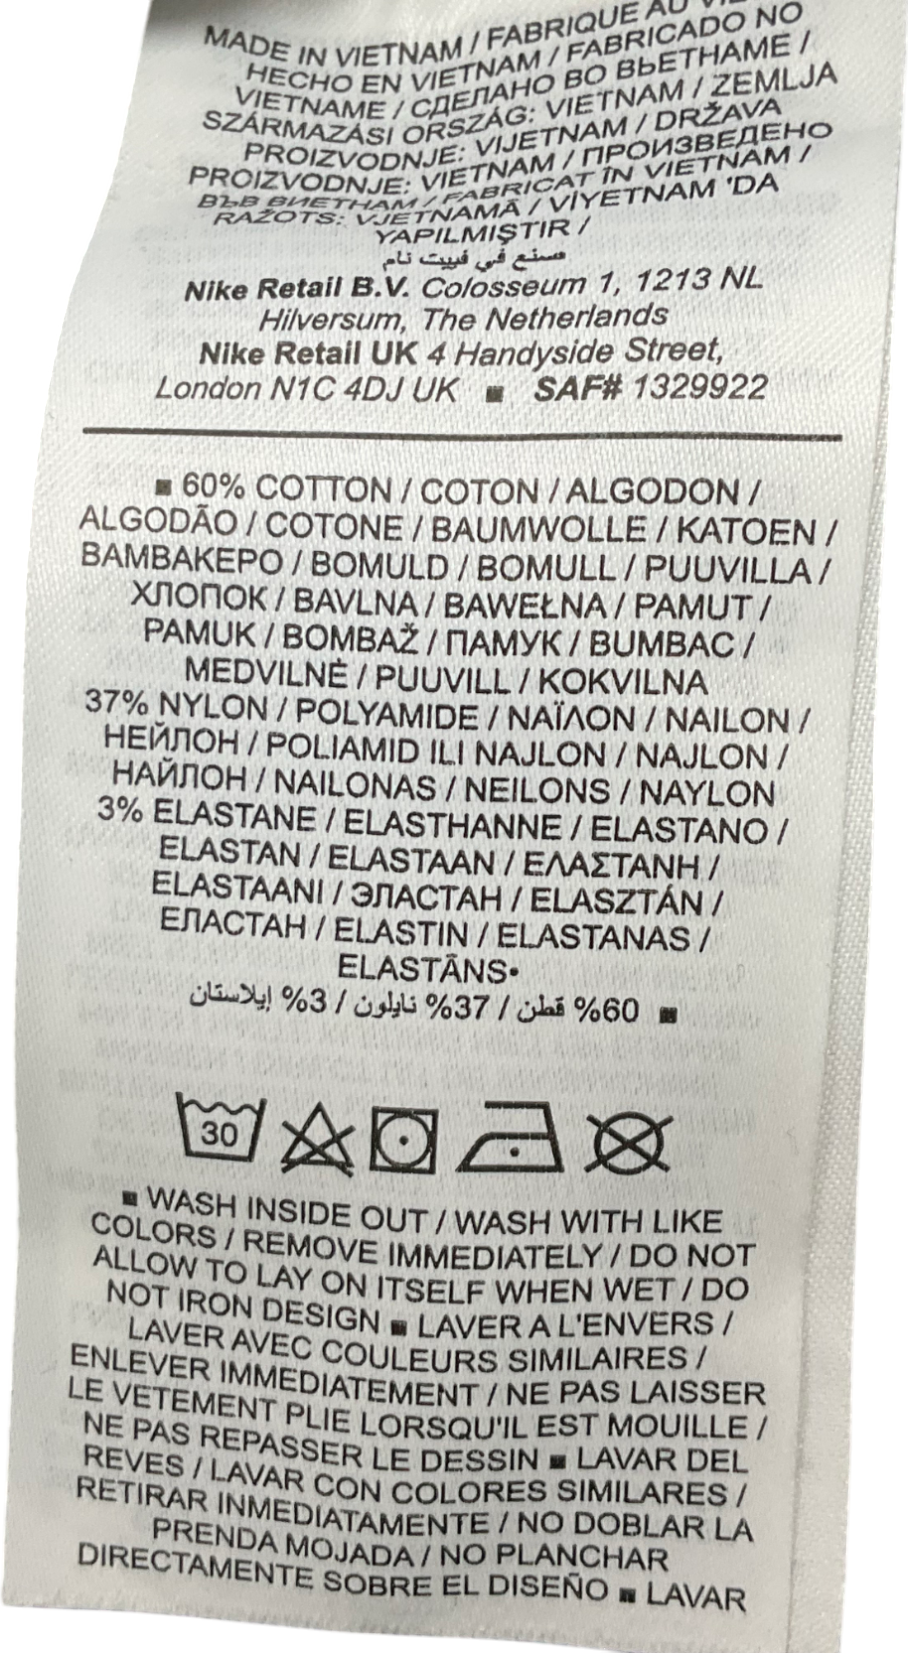 MADE IN VIETNAM / FABRIQUE AU
HECHO EN VIETNAM / FABRICADO NO
VIETNAME / СДЕЛАНО ВО ВЬЕТНАМЕ /
SZÁRMAZÁSI ORSZÁG: VIETNAM / ZEMLJA
PROIZVODNJE: VIJETNAM / DRŽAVA
PROIZVODNJE: VIETNAM / ПРОИЗВЕДЕНО
ВЪВ ВИЕТНАМ / FABRICAT ÎN VIETNAM /
RAŽOTS: VJETNAMĀ / VİYETNAM 'DA
YAPILMIŞTIR /
صنع في فييت نام
Nike Retail B.V. Colosseum 1, 1213 NL
Hilversum, The Netherlands
Nike Retail UK 4 Handyside Street,
London N1C 4DJ UK ■ SAF# 1329922
■ 60% COTTON / COTON / ALGODON /
ALGODÃO / COTONE / BAUMWOLLE / KATOEN /
ΒΑΜΒΑΚΕΡΟ / BOMULD / BOMULL / PUUVILLA /
ХЛОПОК / BAVLNA / BAWEŁNA / PAMUT /
PAMUK / BOMBAŽ / ПАМУК / BUMBAC /
MEDVILNĖ / PUUVILL / KOKVILNA
37% NYLON / POLYAMIDE / ΝΑΪΛΟΝ / NAILON /
НЕЙЛОН / POLIAMID ILI NAJLON / NAJLON /
НАЙЛОН / NAILONAS / NEILONS / NAYLON
3% ELASTANE / ELASTHANNE / ELASTANO /
ELASTAN / ELASTAAN / ΕΛΑΣΤΑΝΗ /
ELASTAANI / ЭЛАСТАН / ELASZTÁN /
ЕЛАСТАН / ELASTIN / ELASTANAS /
ELASTĀNS•
■ 60% قطن / 37% نايلون / 3% إيلاستان
30
■ WASH INSIDE OUT / WASH WITH LIKE
COLORS / REMOVE IMMEDIATELY / DO NOT
ALLOW TO LAY ON ITSELF WHEN WET / DO
NOT IRON DESIGN ■ LAVER A L'ENVERS /
LAVER AVEC COULEURS SIMILAIRES /
ENLEVER IMMEDIATEMENT / NE PAS LAISSER
LE VETEMENT PLIE LORSQU'IL EST MOUILLE /
NE PAS REPASSER LE DESSIN ■ LAVAR DEL
REVES / LAVAR CON COLORES SIMILARES /
RETIRAR INMEDIATAMENTE / NO DOBLAR LA
PRENDA MOJADA / NO PLANCHAR
DIRECTAMENTE SOBRE EL DISEÑO ■ LAVAR